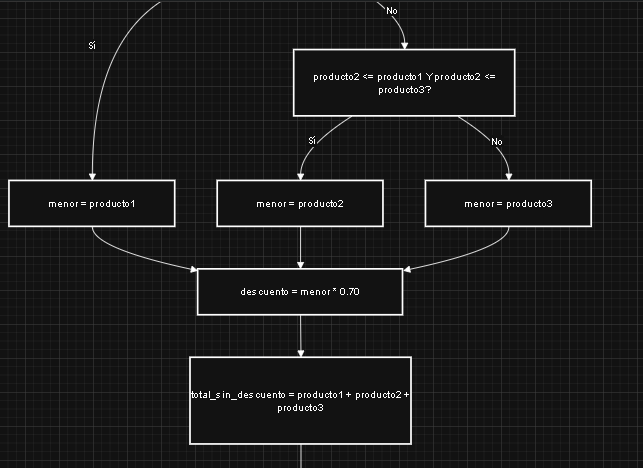 No
Sí
producto2 <= producto1 Y producto2 <=
producto3?
Sí
No
menor = producto1
menor = producto2
menor = producto3
descuento = menor * 0.70
total_sin_descuento = producto1 + producto2 +
producto3